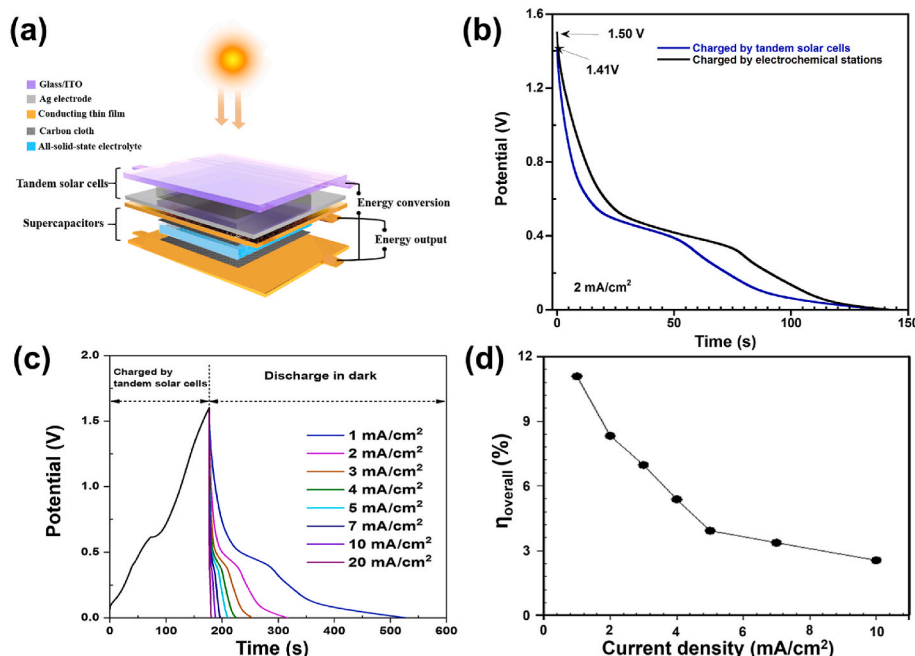 (a)
Glass/ITO
Ag electrode
Conducting thin film
Carbon cloth
All-solid-state electrolyte
Tandem solar cells
Supercapacitors
Energy conversion
Energy output
(b)
1.6
1.2
0.8
0.4
0
Potential (V)
1.50 V
1.41V
Charged by tandem solar cells
Charged by electrochemical stations
2 mA/cm²
0
50
100
150
Time (s)
(c)
2.0
1.5
1.0
0.5
0.0
Potential (V)
Charged by
tandem solar cells
Discharge in dark
1 mA/cm²
2 mA/cm²
3 mA/cm²
4 mA/cm²
5 mA/cm²
7 mA/cm²
10 mA/cm²
20 mA/cm²
0
100
200
300
400
500
600
Time (s)
(d)
12
9
6
3
0
ηoverall (%)
0
2
4
6
8
10
Current density (mA/cm²)